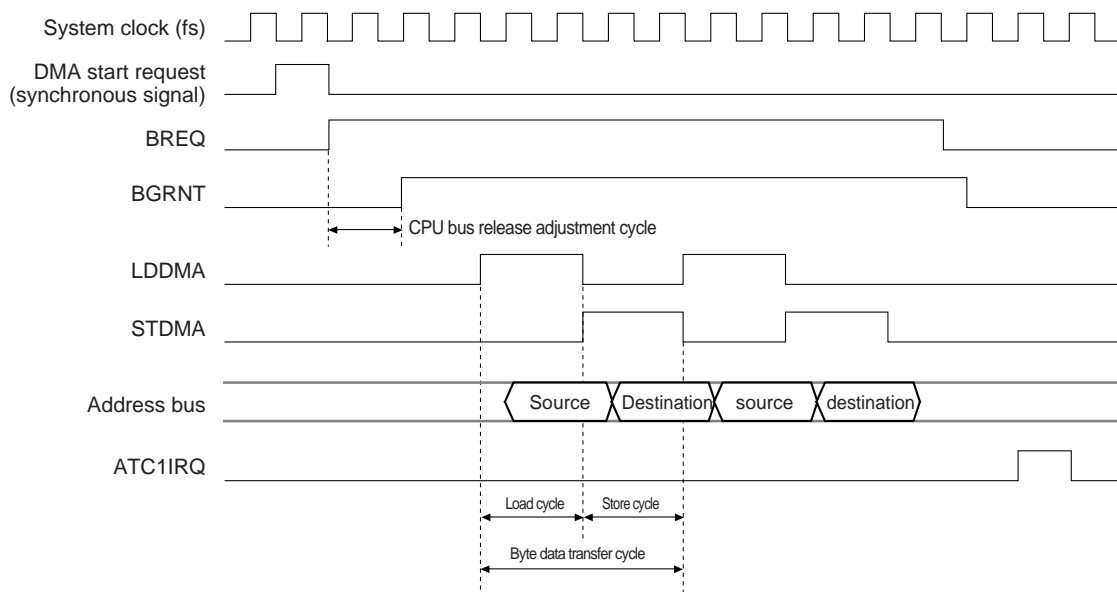 System clock (fs)
DMA start request
(synchronous signal)
BREQ
BGRNT
CPU bus release adjustment cycle
LDDMA
STDMA
Address bus
Source
Destination
source
destination
ATC1IRQ
Load cycle
Store cycle
Byte data transfer cycle